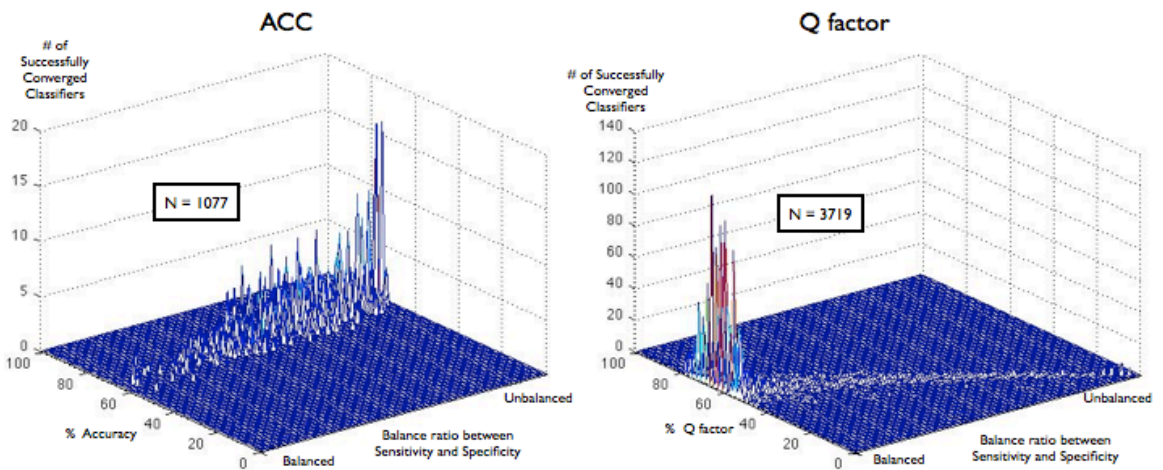 ACC
# of
Successfully
Converged
Classifiers
20
15
10
5
0
100
80
60
40
20
0
N = 1077
% Accuracy
Balanced
Balance ratio between
Sensitivity and Specificity
Unbalanced
Q factor
# of Successfully
Converged
Classifiers
140
120
100
80
60
40
20
0
100
80
60
40
20
0
N = 3719
% Q factor
Balanced
Balance ratio between
Sensitivity and Specificity
Unbalanced